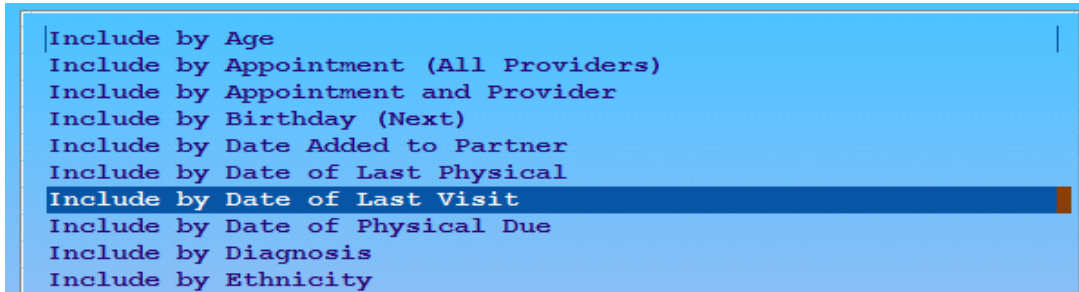 Include by Age
Include by Appointment (All Providers)
Include by Appointment and Provider
Include by Birthday (Next)
Include by Date Added to Partner
Include by Date of Last Physical
Include by Date of Last Visit
Include by Date of Physical Due
Include by Diagnosis
Include by Ethnicity